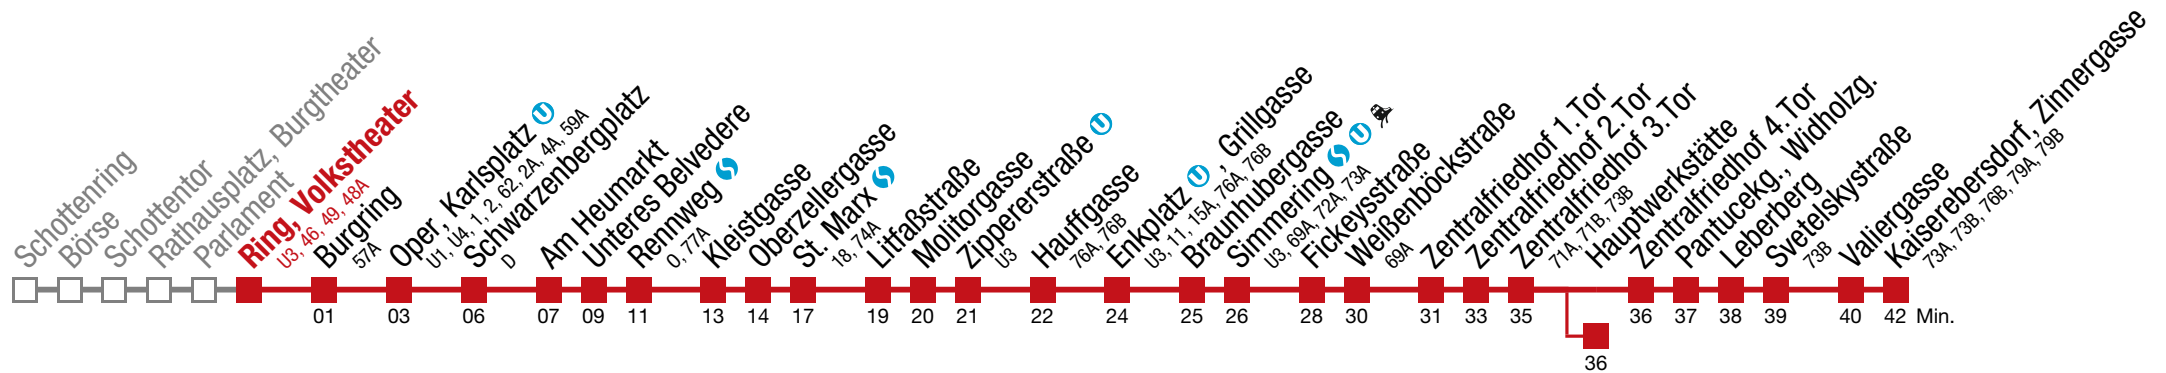 Schottenring
Börse
Schottentor
Rathausplatz, Burgtheater
Parlament
Ring, Volkstheater
U3, 46, 49, 48A
Burgring
57A
Oper, Karlsplatz U
U1, U4, 1, 2, 62, 2A, 4A, 59A
Schwarzenbergplatz
D
Am Heumarkt
Unteres Belvedere
Rennweg
O, 77A
Kleistgasse
Oberzellergasse
St. Marx
18, 74A
Litfaßstraße
Molitorgasse
Zippererstraße U
U3
Hauffgasse
76A, 76B
Enkplatz U , Grillgasse
U3, 11, 15A, 76A, 76B
Braunhubergasse
Simmering U
U3, 69A, 72A, 73A
Fickeysstraße
Weißenböckstraße
69A
Zentralfriedhof 1. Tor
Zentralfriedhof 2. Tor
Zentralfriedhof 3. Tor
71A, 71B, 73B
Hauptwerkstätte
Zentralfriedhof 4. Tor
Pantucekg., Widholzg.
Leberberg
Svetelskystraße
73B
Valiergasse
Kaiserebersdorf, Zinnergasse
73A, 73B, 76B, 79A, 79B
01 03 06 07 09 11 13 14 17 19 20 21 22 24 25 26 28 30 31 33 35 36 37 38 39 40 42 Min.
36